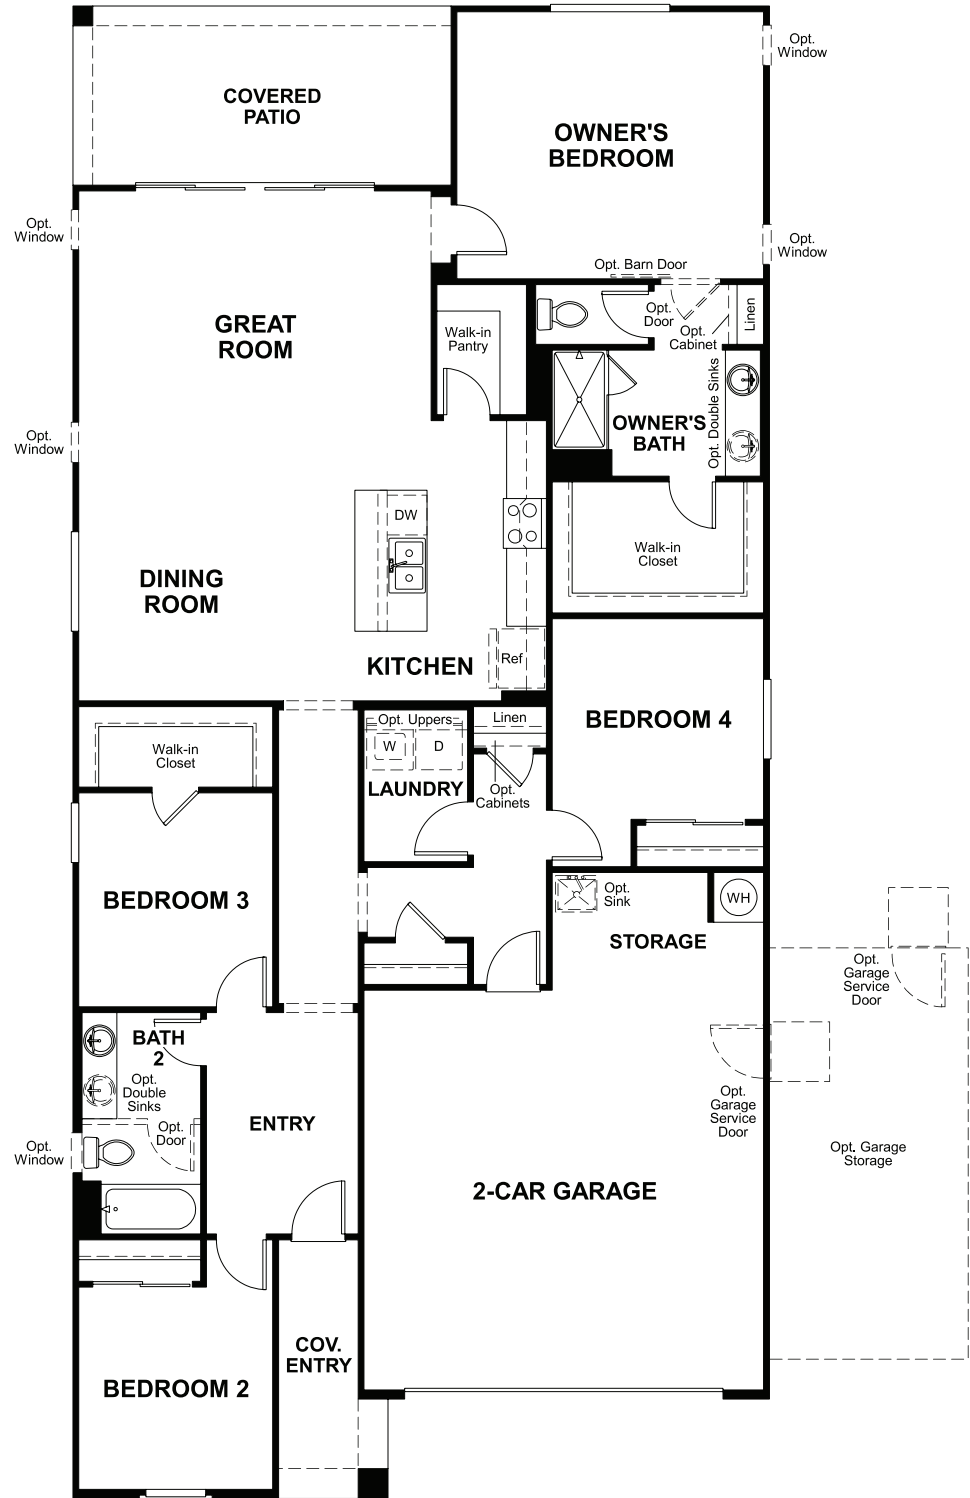 Opt.
Window
COVERED
PATIO
OWNER'S
BEDROOM
Opt.
Window
Opt.
Window
Opt. Barn Door
GREAT
ROOM
Walk-in
Pantry
Opt.
Door
Opt.
Cabinet
Linen
Opt. Double Sinks
OWNER'S
BATH
Opt.
Window
DW
Walk-in
Closet
DINING
ROOM
KITCHEN
Ref
BEDROOM 4
Opt. Uppers
Linen
W
D
Walk-in
Closet
LAUNDRY
Opt.
Cabinets
BEDROOM 3
Opt.
Sink
WH
STORAGE
Opt.
Garage
Service
Door
BATH
2
Opt.
Double
Sinks
Opt.
Door
Opt.
Window
ENTRY
Opt.
Garage
Service
Door
Opt. Garage
Storage
2-CAR GARAGE
COV.
ENTRY
BEDROOM 2